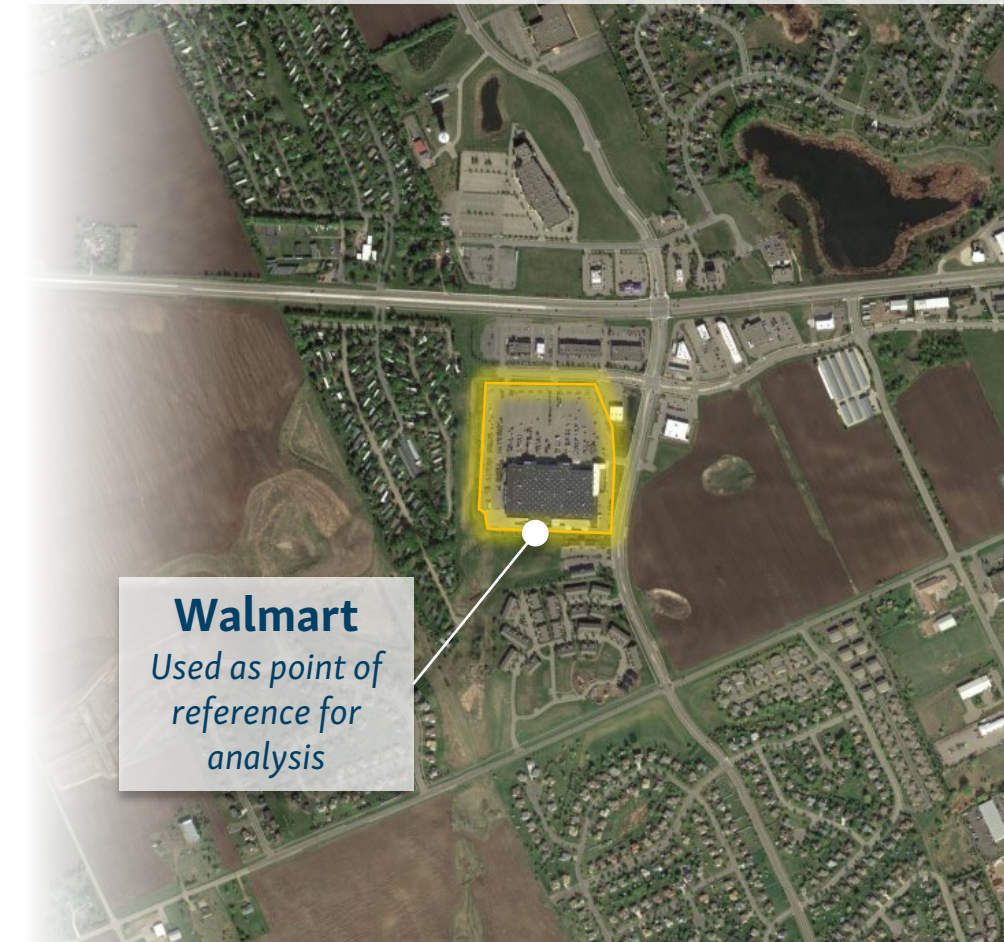 Walmart
Used as point of
reference for
analysis